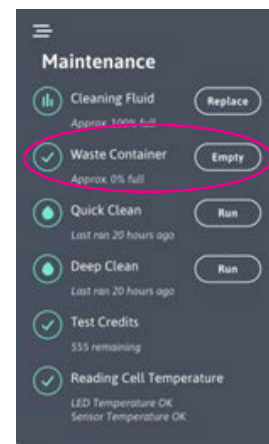 Maintenance
Cleaning Fluid
Replace
Approx. 100% full
Waste Container
Empty
Approx. 0% full
Quick Clean
Run
Last ran 20 hours ago
Deep Clean
Run
Last ran 20 hours ago
Test Credits
555 remaining
Reading Cell Temperature
LED Temperature OK
Sensor Temperature OK